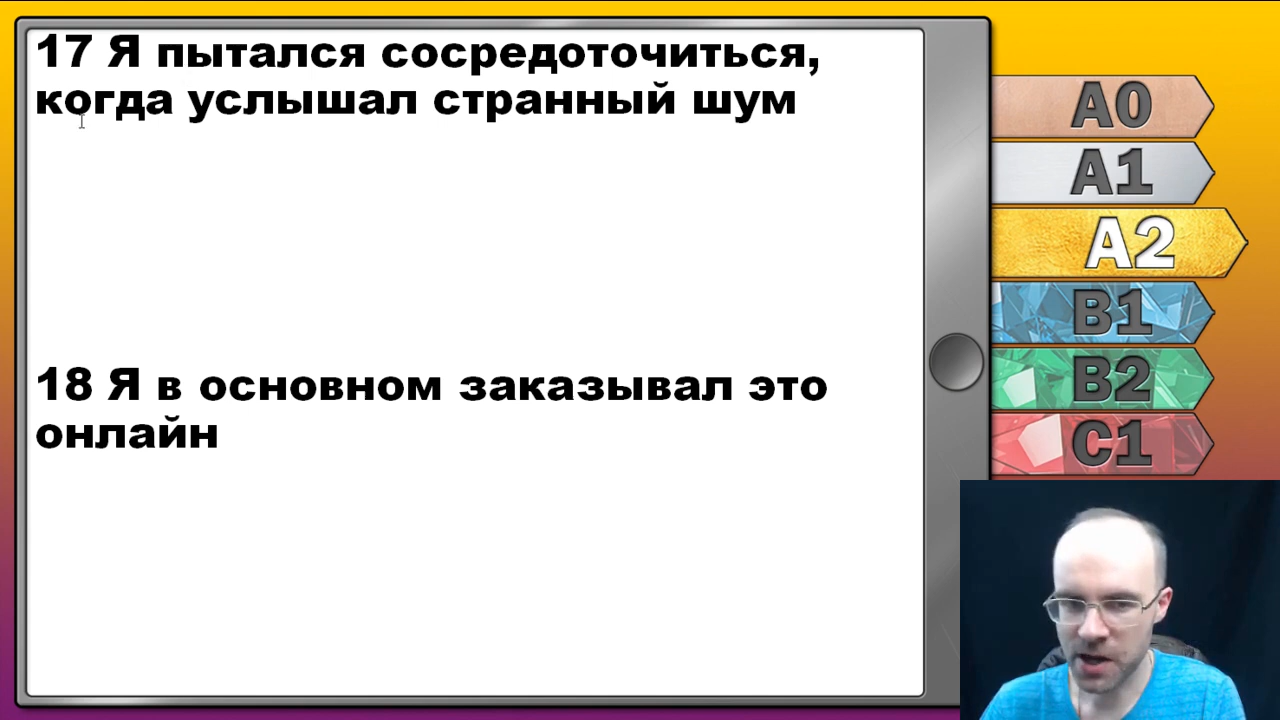 17 Я пытался сосредоточиться,
когда услышал странный шум
18 Я в основном заказывал это
онлайн
A0
A1
A2
B1
B2
C1